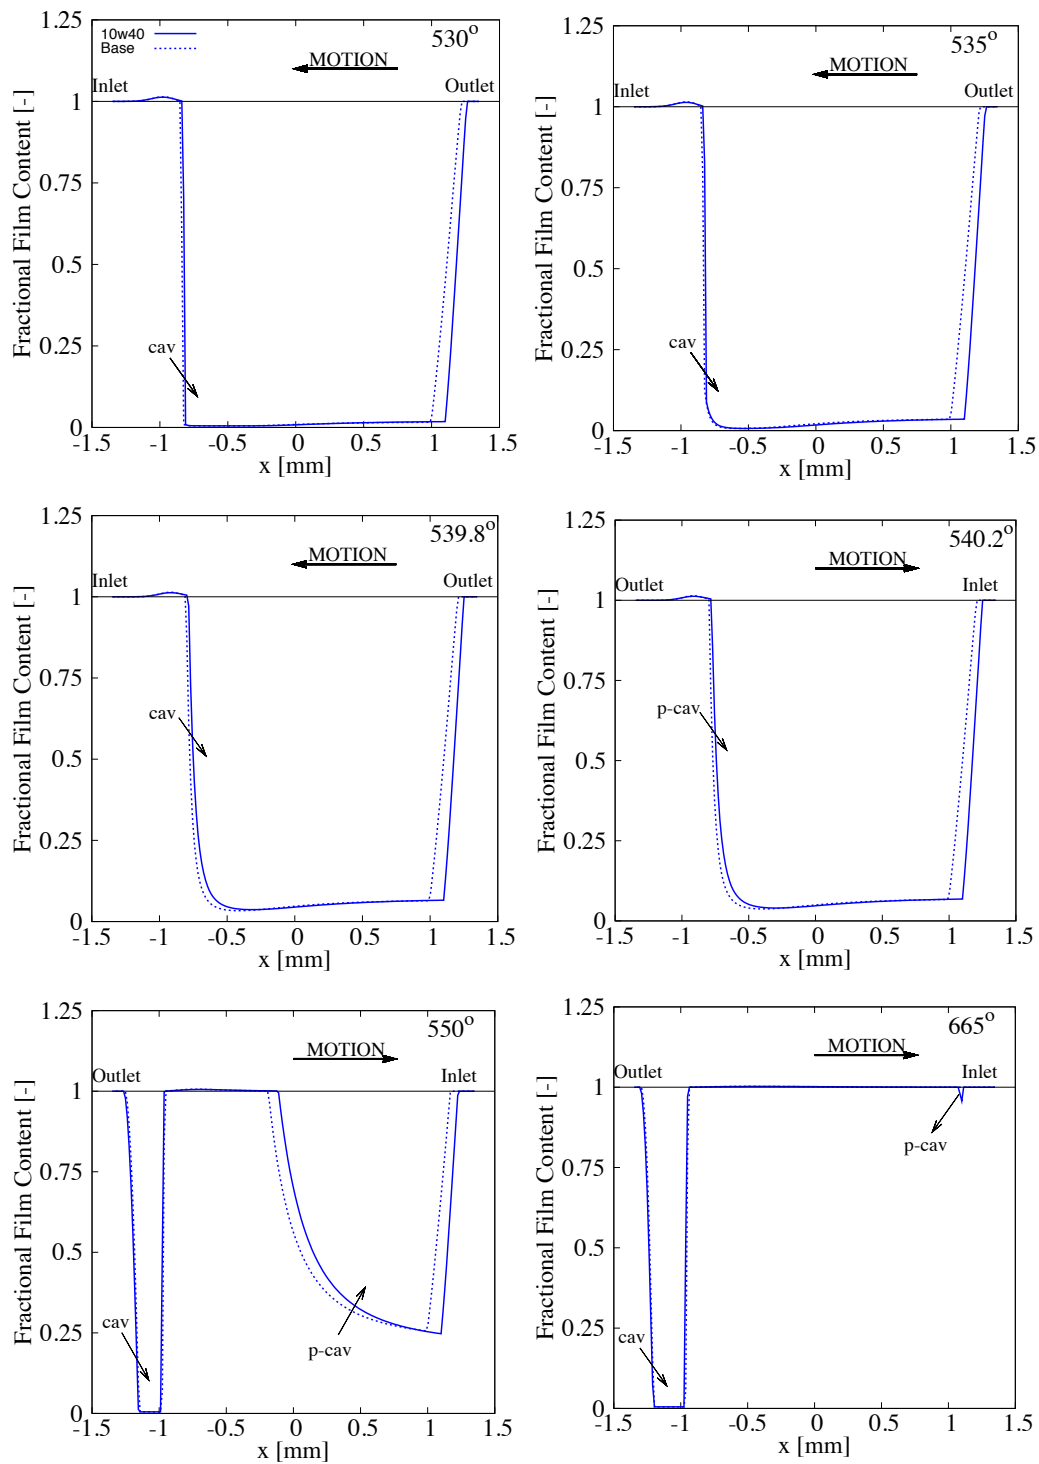 1.25
10w40
Base
530°
MOTION
Inlet
Outlet
1
0.75
0.5
0.25
0
cav
-1.5 -1 -0.5 0 0.5 1 1.5
x [mm]
Fractional Film Content [-]
1.25
535°
MOTION
Inlet
Outlet
1
0.75
0.5
0.25
0
cav
-1.5 -1 -0.5 0 0.5 1 1.5
x [mm]
Fractional Film Content [-]
1.25
539.8°
MOTION
Inlet
Outlet
1
0.75
0.5
0.25
0
cav
-1.5 -1 -0.5 0 0.5 1 1.5
x [mm]
Fractional Film Content [-]
1.25
540.2°
MOTION
Outlet
Inlet
1
0.75
0.5
0.25
0
p-cav
-1.5 -1 -0.5 0 0.5 1 1.5
x [mm]
Fractional Film Content [-]
1.25
550°
MOTION
Outlet
Inlet
1
0.75
0.5
0.25
0
cav
p-cav
-1.5 -1 -0.5 0 0.5 1 1.5
x [mm]
Fractional Film Content [-]
1.25
665°
MOTION
Outlet
Inlet
1
0.75
0.5
0.25
0
p-cav
cav
-1.5 -1 -0.5 0 0.5 1 1.5
x [mm]
Fractional Film Content [-]